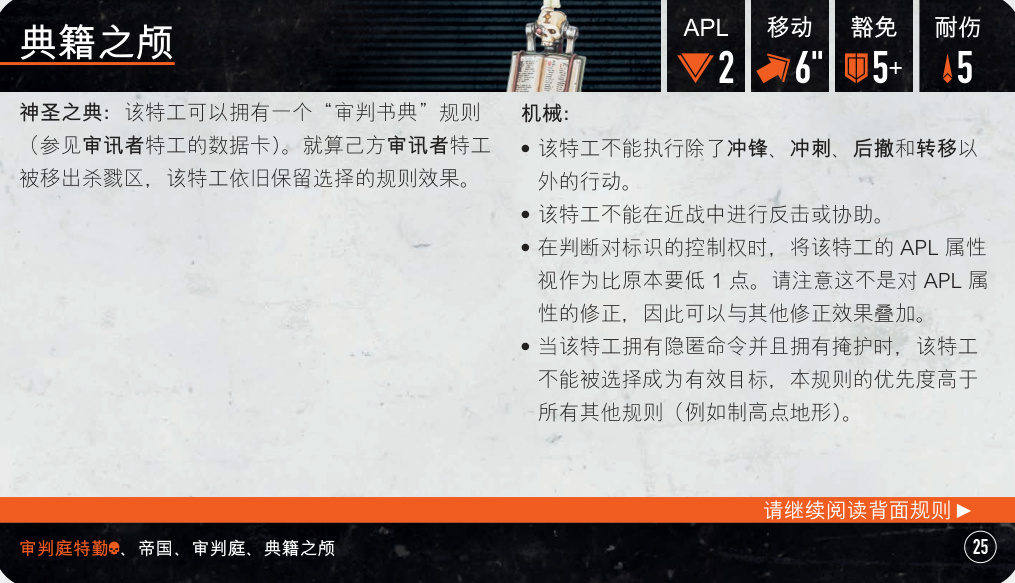 典籍之颅
APL 移动 豁免 耐伤
2 6" 5+ 5
神圣之典：该特工可以拥有一个“审判书典”规则
（参见审讯者特工的数据卡）。就算己方审讯者特工
被移出杀戮区，该特工依旧保留选择的规则效果。
机械：
• 该特工不能执行除了冲锋、冲刺、后撤和转移以
外的行动。
• 该特工不能在近战中进行反击或协助。
• 在判断对标识的控制权时，将该特工的 APL 属性
视作为比原本要低 1 点。请注意这不是对 APL 属
性的修正，因此可以与其他修正效果叠加。
• 当该特工拥有隐匿命令并且拥有掩护时，该特工
不能被选择成为有效目标，本规则的优先度高于
所有其他规则（例如制高点地形）。
请继续阅读背面规则▶
审判庭特勤、帝国、审判庭、典籍之颅
25